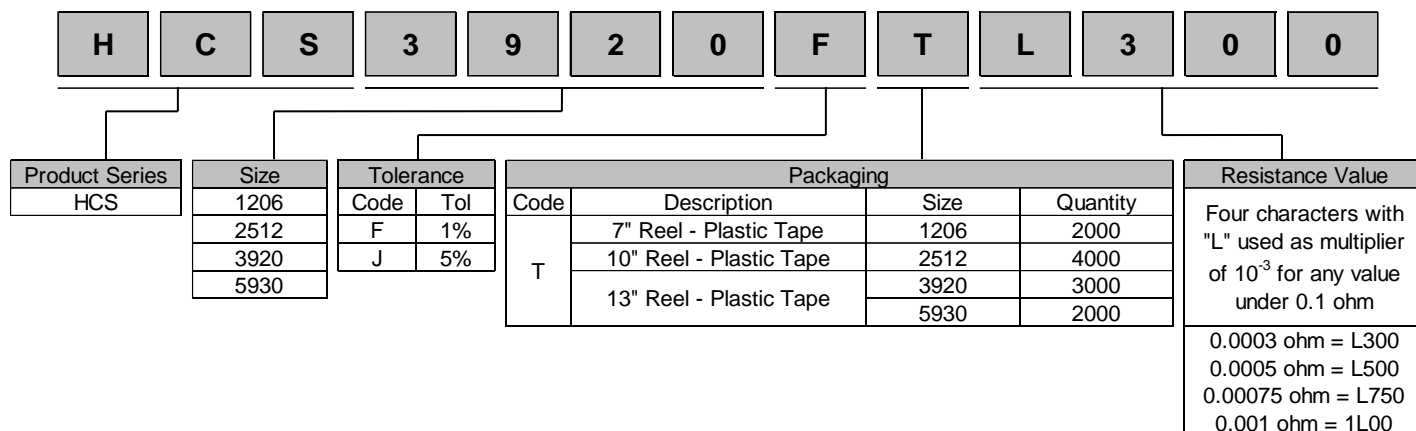 H C S 3 9 2 0 F T L 3 0 0
Product Series
HCS
Size
1206
2512
3920
5930
Tolerance
Code Tol
F 1%
J 5%
Packaging
Code Description Size Quantity
T
7" Reel - Plastic Tape 1206 2000
10" Reel - Plastic Tape 2512 4000
13" Reel - Plastic Tape
3920 3000
5930 2000
Resistance Value
Four characters with
"L" used as multiplier
of 10⁻³ for any value
under 0.1 ohm
0.0003 ohm = L300
0.0005 ohm = L500
0.00075 ohm = L750
0.001 ohm = 1L00